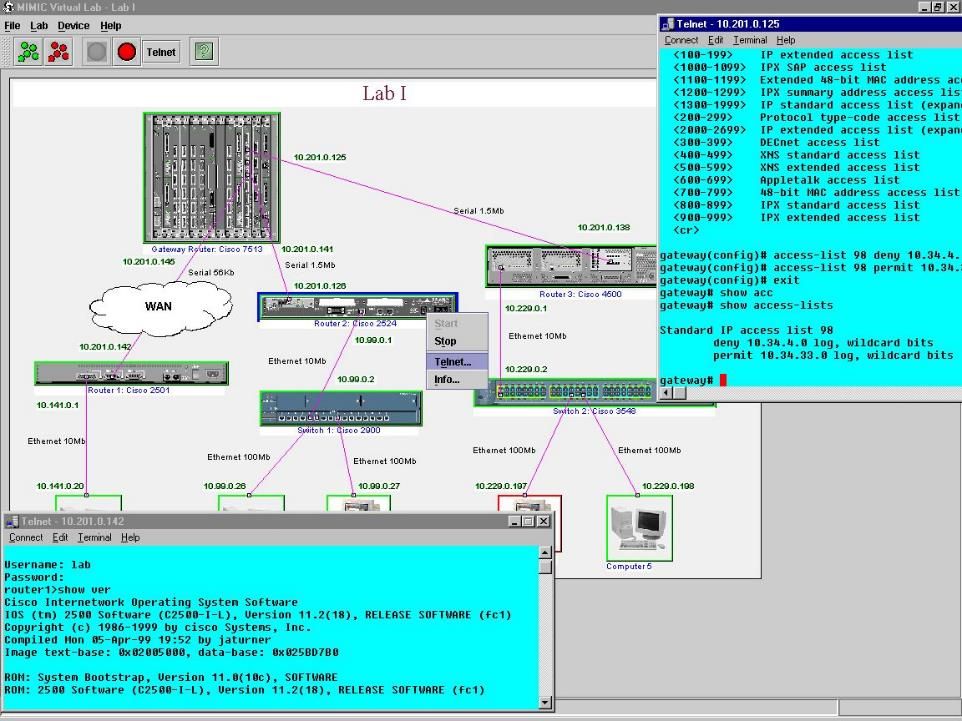 MIMIC Virtual Lab - Lab I
File Lab Device Help
Telnet
?
Lab I
10.201.0.125
Serial 1.5Mb
10.201.0.138
Gateway Router: Cisco 7513
10.201.0.141
10.201.0.145
Serial 1.5Mb
Serial 56Kb
10.201.0.126
WAN
Router 3: Cisco 4500
10.229.0.1
Router 2: Cisco 2524
10.99.0.1
Ethernet 10Mb
10.201.0.142
Ethernet 10Mb
10.229.0.2
Router 1: Cisco 2501
10.99.0.2
10.141.0.1
Switch 2: Cisco 3548
Switch 1: Cisco 2900
Ethernet 10Mb
Ethernet 100Mb
Ethernet 100Mb
Ethernet 100Mb
Ethernet 100Mb
10.141.0.20
10.99.0.26
10.99.0.27
10.229.0.197
10.229.0.198
Computer 5
Start
Stop
Telnet...
Info...
Telnet - 10.201.0.125
Connect Edit Terminal Help
<100-199> IP extended access list
<1000-1099> IPX SAP access list
<1100-1199> Extended 48-bit MAC address
<1200-1299> IPX summary address access
<1300-1999> IP standard access list
<200-299> Protocol type-code access list
<2000-2699> IP extended access list
<300-399> DECnet access list
<400-499> XNS standard access list
<500-599> XNS extended access list
<600-699> Appletalk access list
<700-799> 48-bit MAC address access list
<800-899> IPX standard access list
<900-999> IPX extended access list
<cr>
gateway(config)# access-list 98 deny 10.34.4.
gateway(config)# access-list 98 permit 10.34.
gateway(config)# exit
gateway# show acc
gateway# show access-lists
Standard IP access list 98
deny 10.34.4.0 log, wildcard bits
permit 10.34.33.0 log, wildcard bits
gateway#
Telnet - 10.201.0.142
Connect Edit Terminal Help
Username: lab
Password:
router1>show ver
Cisco Internetwork Operating System Software
IOS (tm) 2500 Software (C2500-I-L), Version 11.2(18), RELEASE SOFTWARE (fc1)
Copyright (c) 1986-1999 by cisco Systems, Inc.
Compiled Mon 05-Apr-99 19:52 by jaturner
Image text-base: 0x02005000, data-base: 0x025BD7B0
ROM: System Bootstrap, Version 11.0(10c), SOFTWARE
ROM: 2500 Software (C2500-I-L), Version 11.2(18), RELEASE SOFTWARE (fc1)